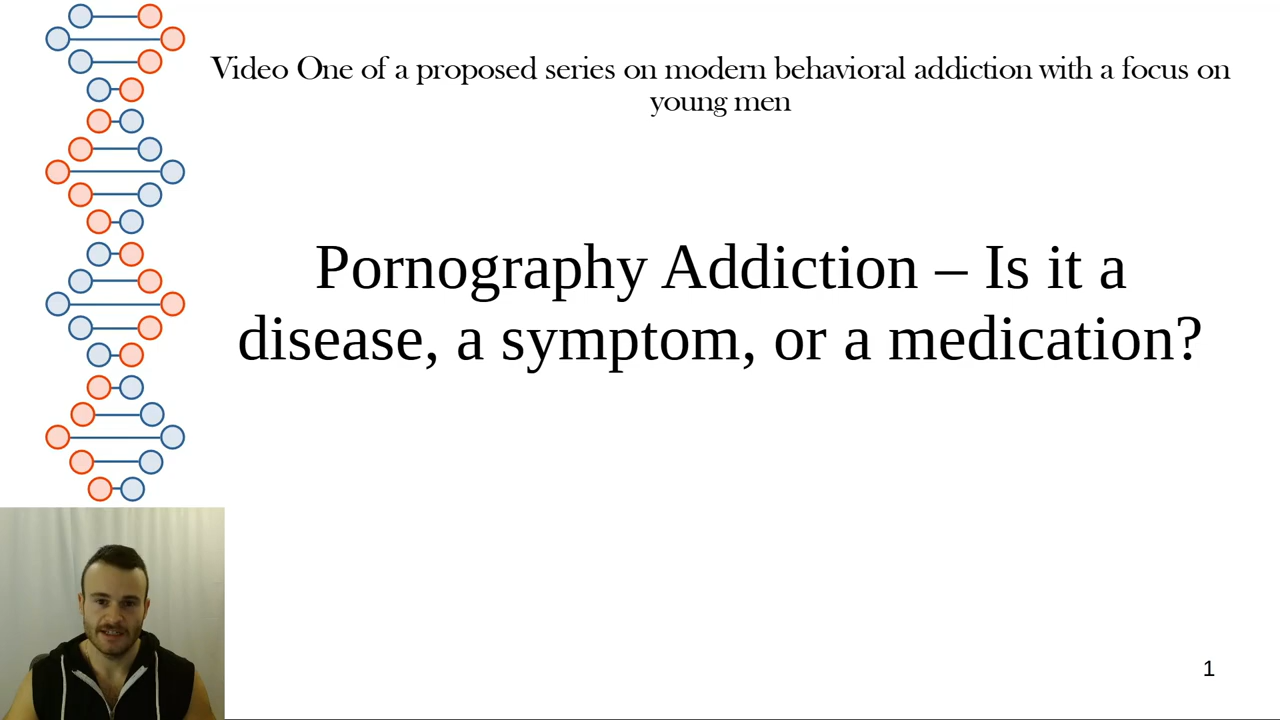 Video One of a proposed series on modern behavioral addiction with a focus on
young men
Pornography Addiction – Is it a
disease, a symptom, or a medication?
1